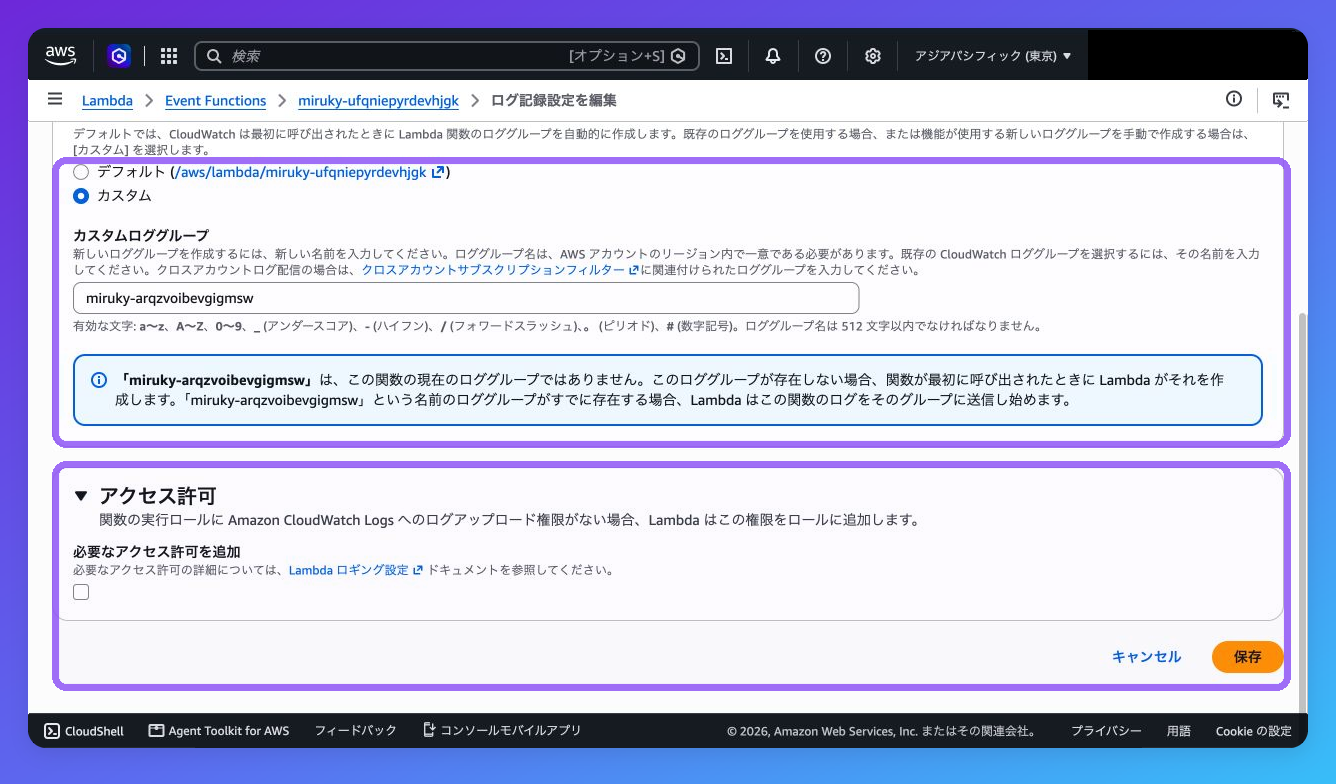 aws
検索
[オプション+S]
アジアパシフィック (東京) ▼
Lambda
Event Functions
miruky-ufqniepyrdevhjgk
ログ記録設定を編集
デフォルトでは、CloudWatch は最初に呼び出されたときに Lambda 関数のロググループを自動的に作成します。既存のロググループを使用する場合、または機能が使用する新しいロググループを手動で作成する場合は、
[カスタム] を選択します。
デフォルト (/aws/lambda/miruky-ufqniepyrdevhjgk)
カスタム
カスタムロググループ
新しいロググループを作成するには、新しい名前を入力してください。ロググループ名は、AWS アカウントのリージョン内で一意である必要があります。既存の CloudWatch ロググループを選択するには、その名前を入力
してください。クロスアカウントログ配信の場合は、クロスアカウントサブスクリプションフィルターに関連付けられたロググループを入力してください。
miruky-arqzvoibevgigmsw
有効な文字: a〜z、A〜Z、0〜9、_ (アンダースコア)、- (ハイフン)、/ (フォワードスラッシュ)、。 (ピリオド)、# (数字記号)。ロググループ名は 512 文字以内でなければなりません。
「miruky-arqzvoibevgigmsw」は、この関数の現在のロググループではありません。このロググループが存在しない場合、関数が最初に呼び出されたときに Lambda がそれを作
成します。「miruky-arqzvoibevgigmsw」という名前のロググループがすでに存在する場合、Lambda はこの関数のログをそのグループに送信し始めます。
▼ アクセス許可
関数の実行ロールに Amazon CloudWatch Logs へのログアップロード権限がない場合、Lambda はこの権限をロールに追加します。
必要なアクセス許可を追加
必要なアクセス許可の詳細については、Lambda ロギング設定 ドキュメントを参照してください。
キャンセル
保存
CloudShell
Agent Toolkit for AWS
フィードバック
コンソールモバイルアプリ
© 2026, Amazon Web Services, Inc. またはその関連会社。
プライバシー
用語
Cookie の設定